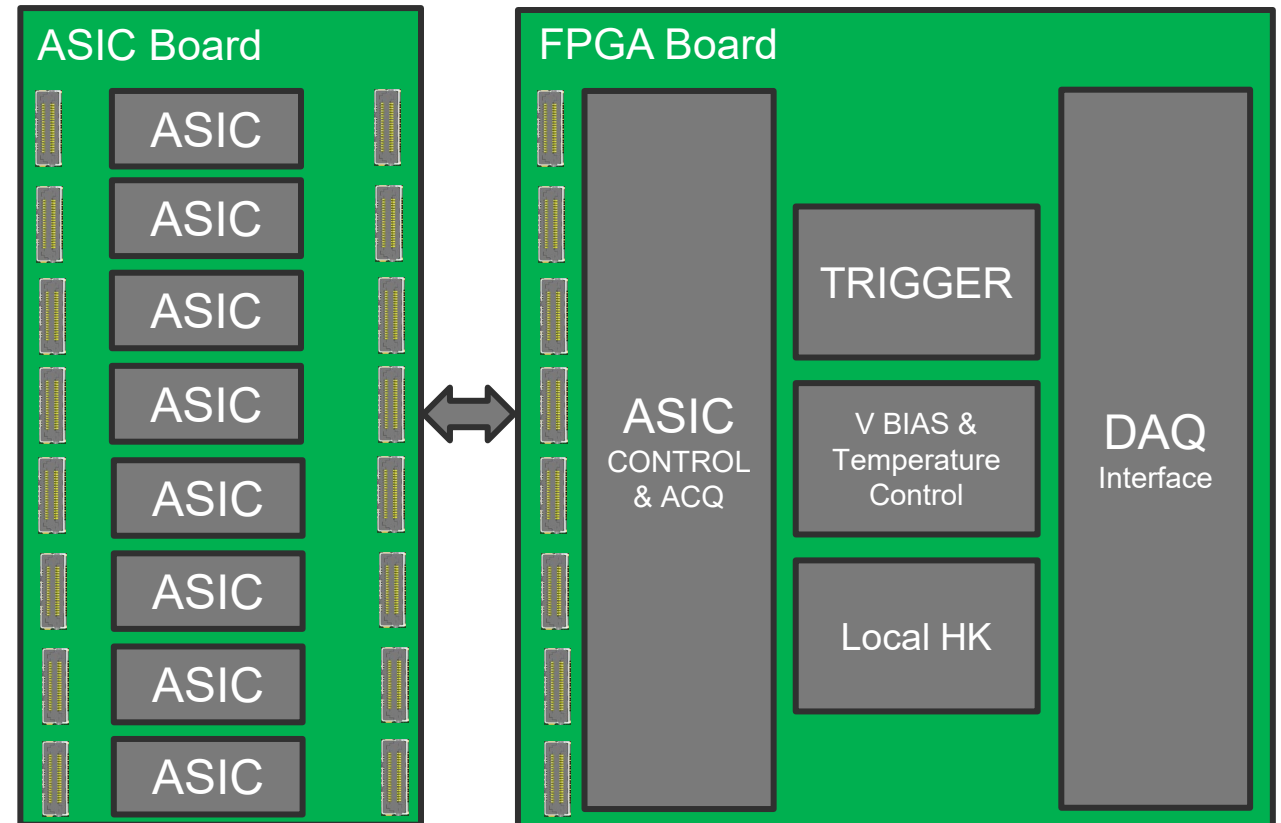 ASIC Board
ASIC
ASIC
ASIC
ASIC
ASIC
ASIC
ASIC
ASIC
FPGA Board
ASIC
CONTROL
& ACQ
TRIGGER
V BIAS &
Temperature
Control
Local HK
DAQ
Interface